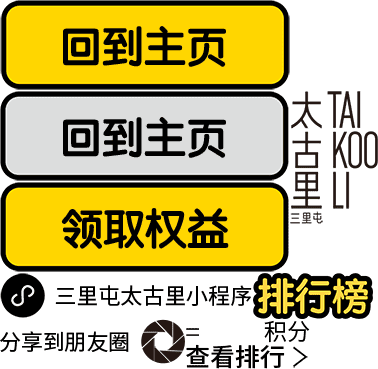 回到主页
回到主页
太古里
三里屯
TAI
KOO
LI
领取权益
三里屯太古里小程序
排行榜
分享到朋友圈
三
积分
查看排行 >